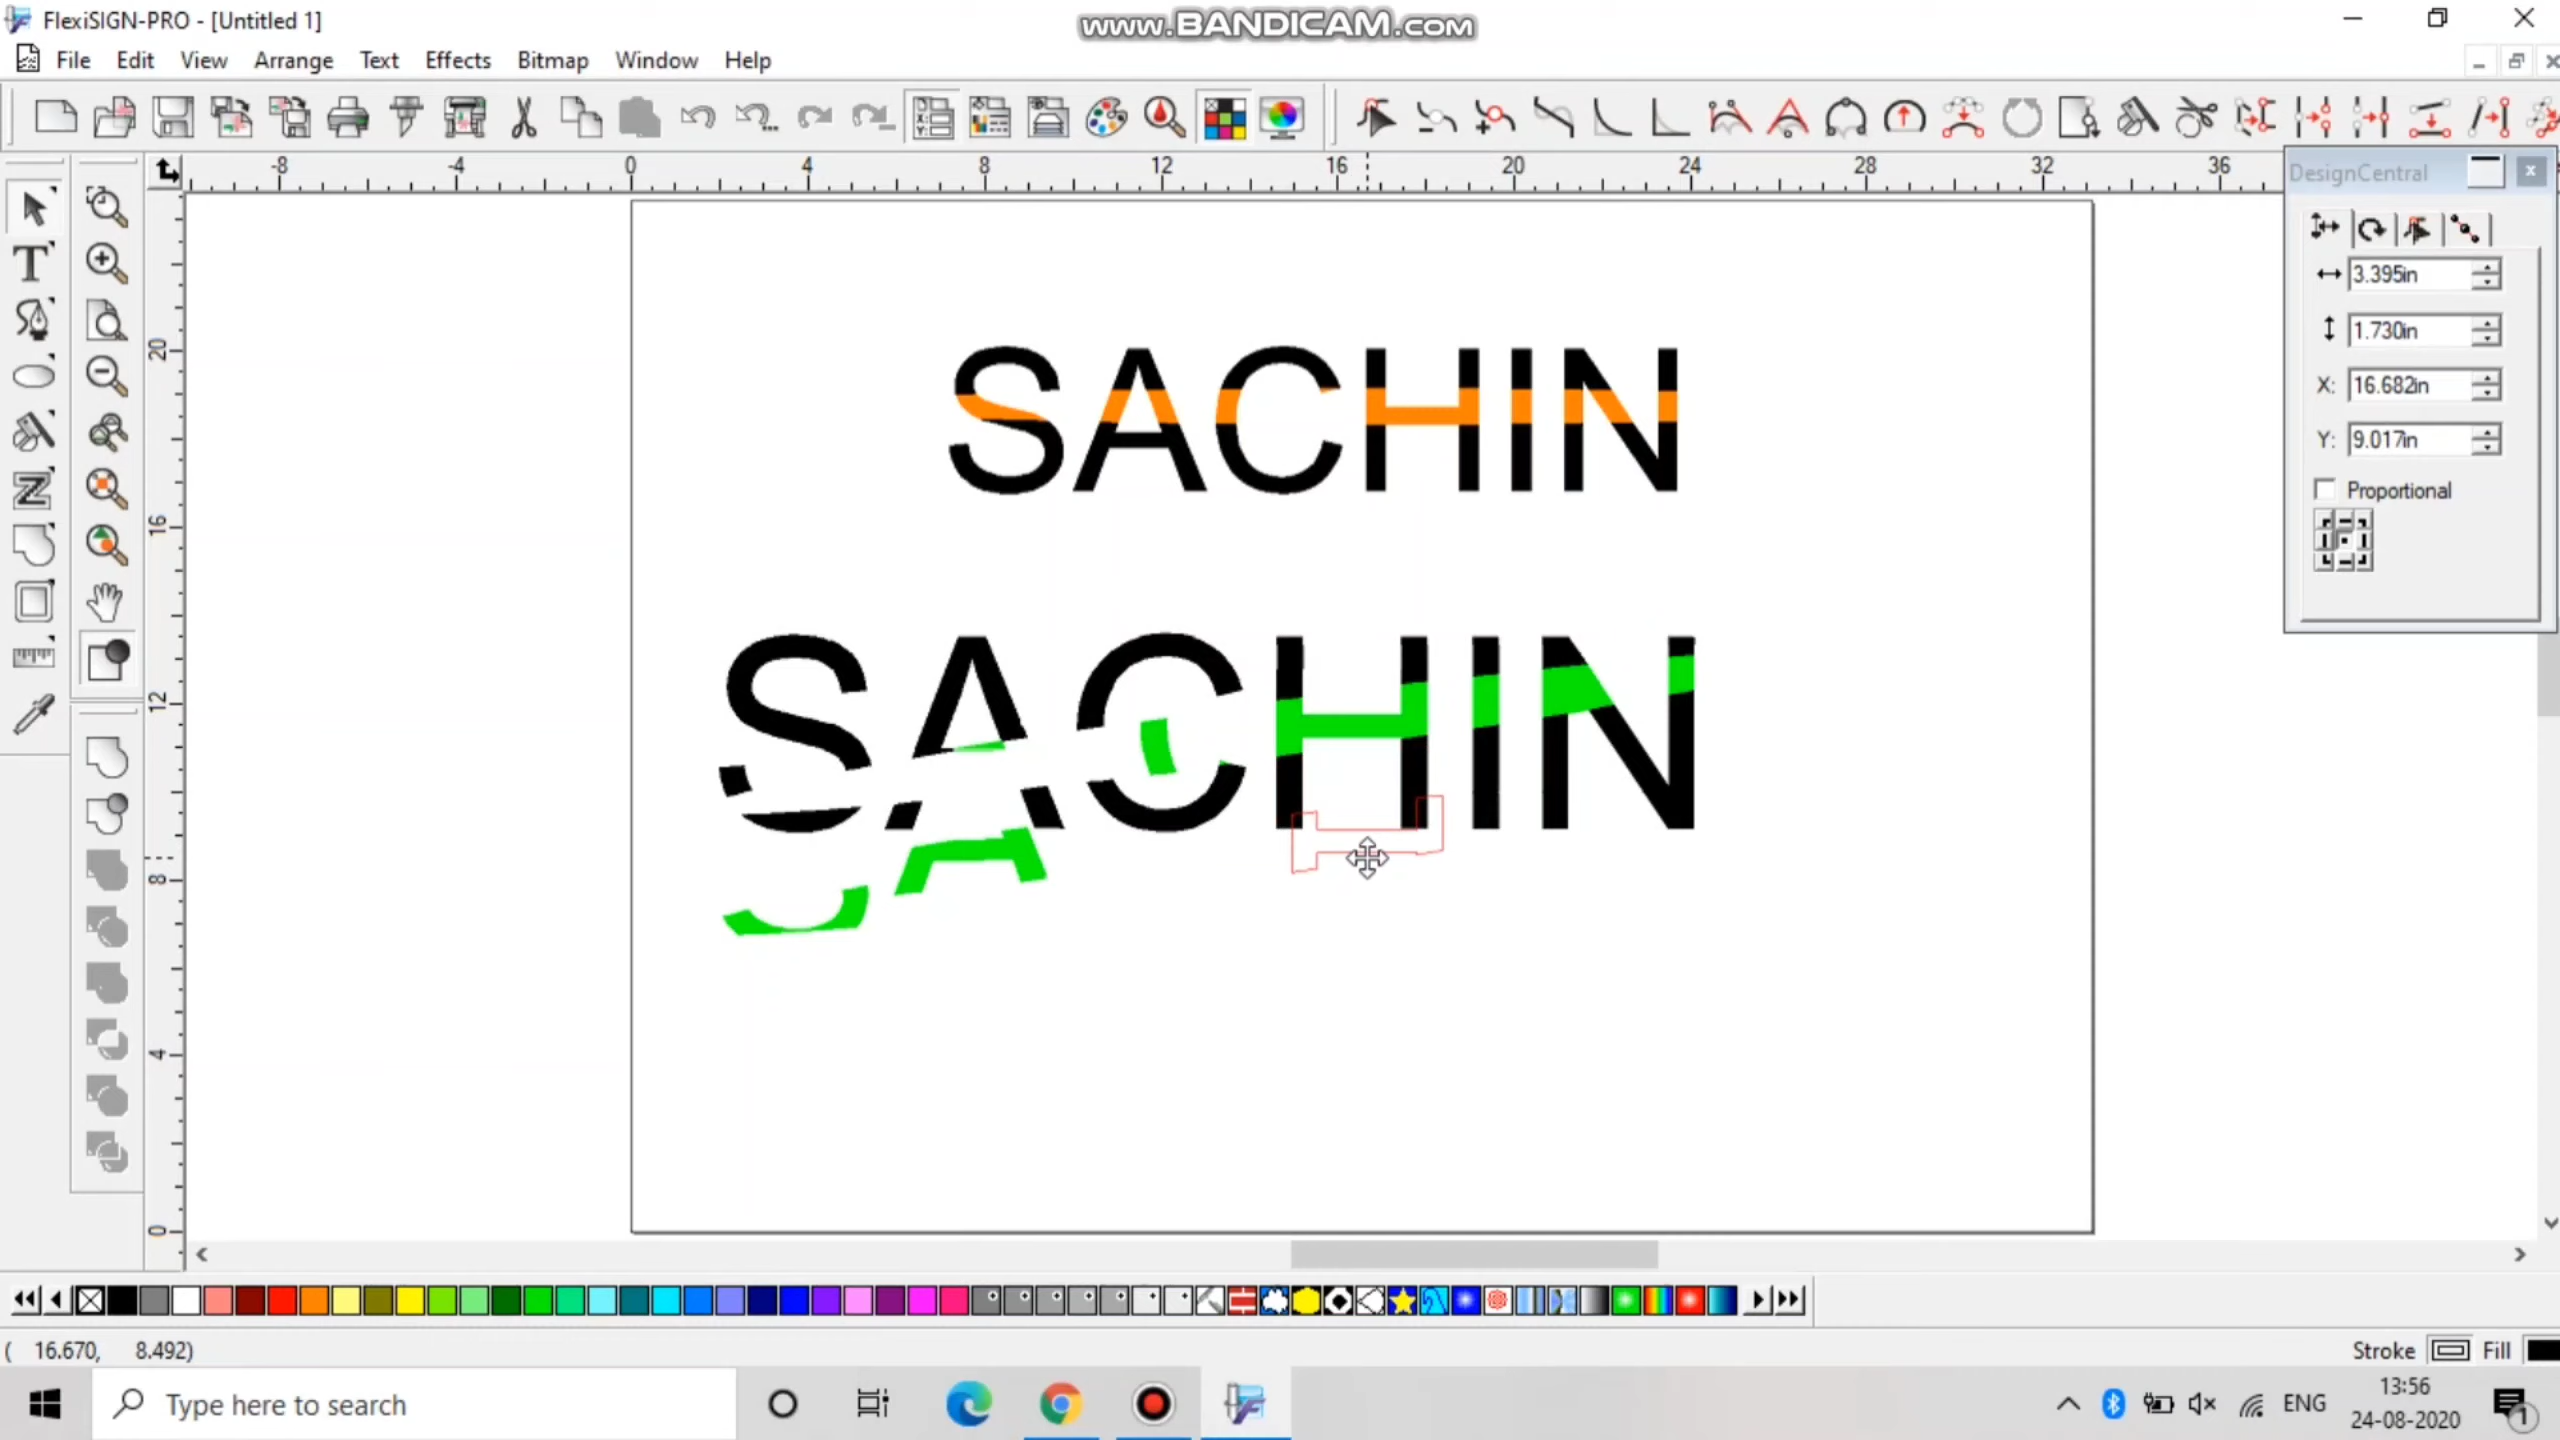 FlexiSIGN-PRO - [Untitled 1]
www.BANDICAM.com
File Edit View Arrange Text Effects Bitmap Window Help
-8 -4 0 4 8 12 16 20 24 28 32 36
DesignCentral
3.395in
1.730in
X: 16.682in
Y: 9.017in
Proportional
20
16
12
8
4
0
SACHIN
SACHIN
( 16.670, 8.492)
Stroke Fill
Type here to search
ENG
13:56
24-08-2020
1